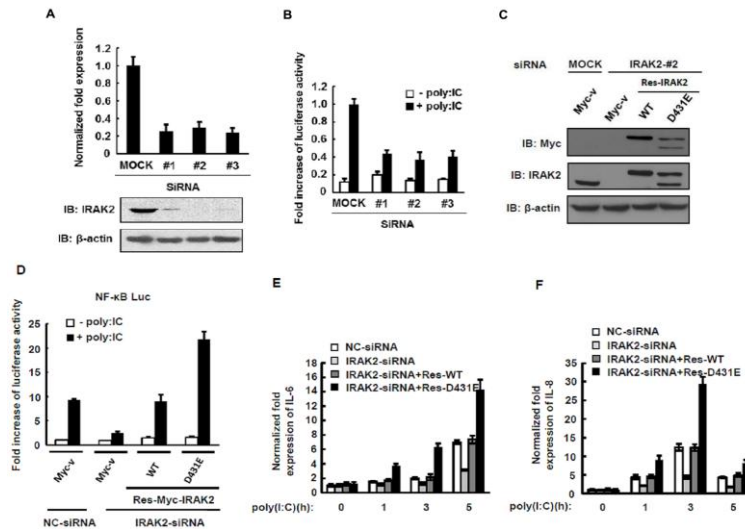 A
Normalized fold expression
1.2
1.0
0.8
0.6
0.4
0.2
0
MOCK #1 #2 #3
SiRNA
IB: IRAK2
IB: β-actin
B
Fold increase of luciferase activity
1.2
1.0
0.8
0.6
0.4
0.2
0
- poly:IC
+ poly:IC
MOCK #1 #2 #3
SiRNA
C
siRNA MOCK IRAK2-#2
Res-IRAK2
Myc-v Myc-v WT D431E
IB: Myc
IB: IRAK2
IB: β-actin
D
NF-κB Luc
Fold increase of luciferase activity
25
20
15
10
5
0
- poly:IC
+ poly:IC
Myc-v Myc-v WT D431E
Res-Myc-IRAK2
NC-siRNA IRAK2-siRNA
E
NC-siRNA
IRAK2-siRNA
IRAK2-siRNA+Res-WT
IRAK2-siRNA+Res-D431E
Normalized fold
expression of IL-6
18
16
14
12
10
8
6
4
2
0
poly(I:C)(h): 0 1 3 5
F
NC-siRNA
IRAK2-siRNA
IRAK2-siRNA+Res-WT
IRAK2-siRNA+Res-D431E
Normalized fold
expression of IL-8
35
30
25
20
15
10
5
0
poly(I:C)(h): 0 1 3 5